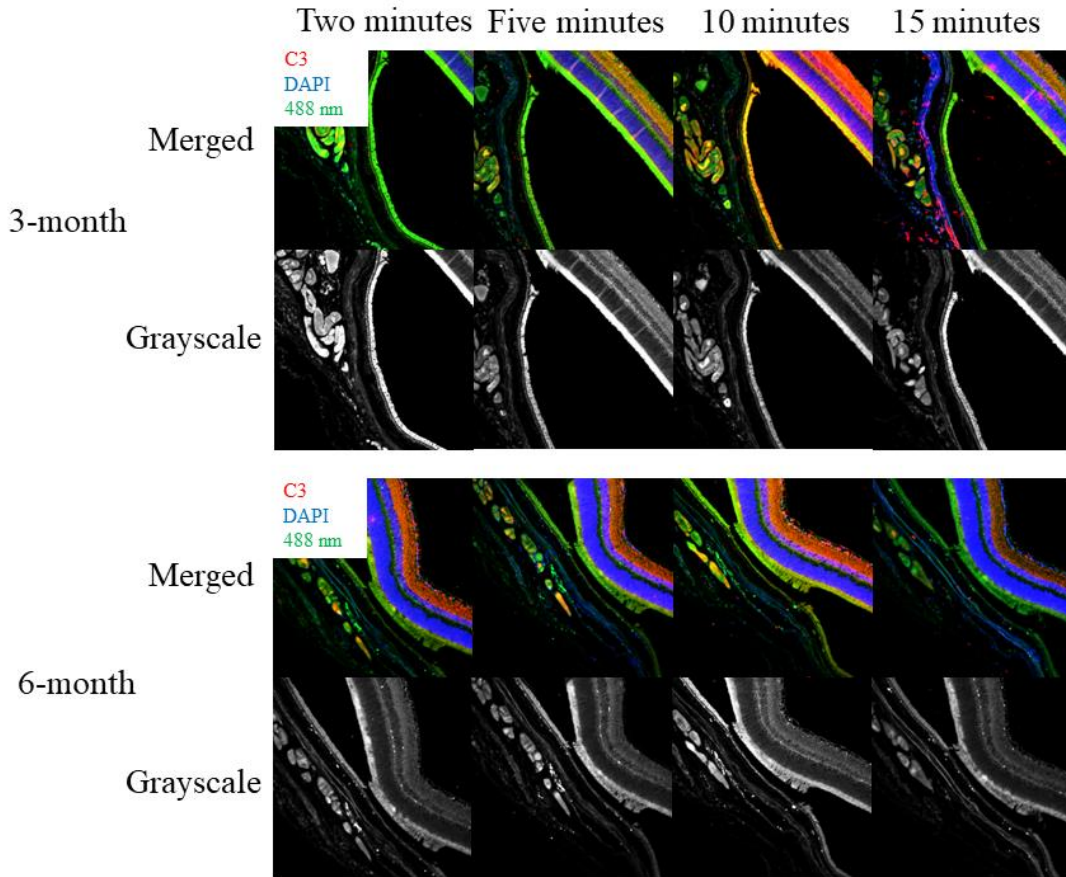 Two minutes Five minutes 10 minutes 15 minutes
C3
DAPI
488 nm
Merged
3-month
Grayscale
C3
DAPI
488 nm
Merged
6-month
Grayscale